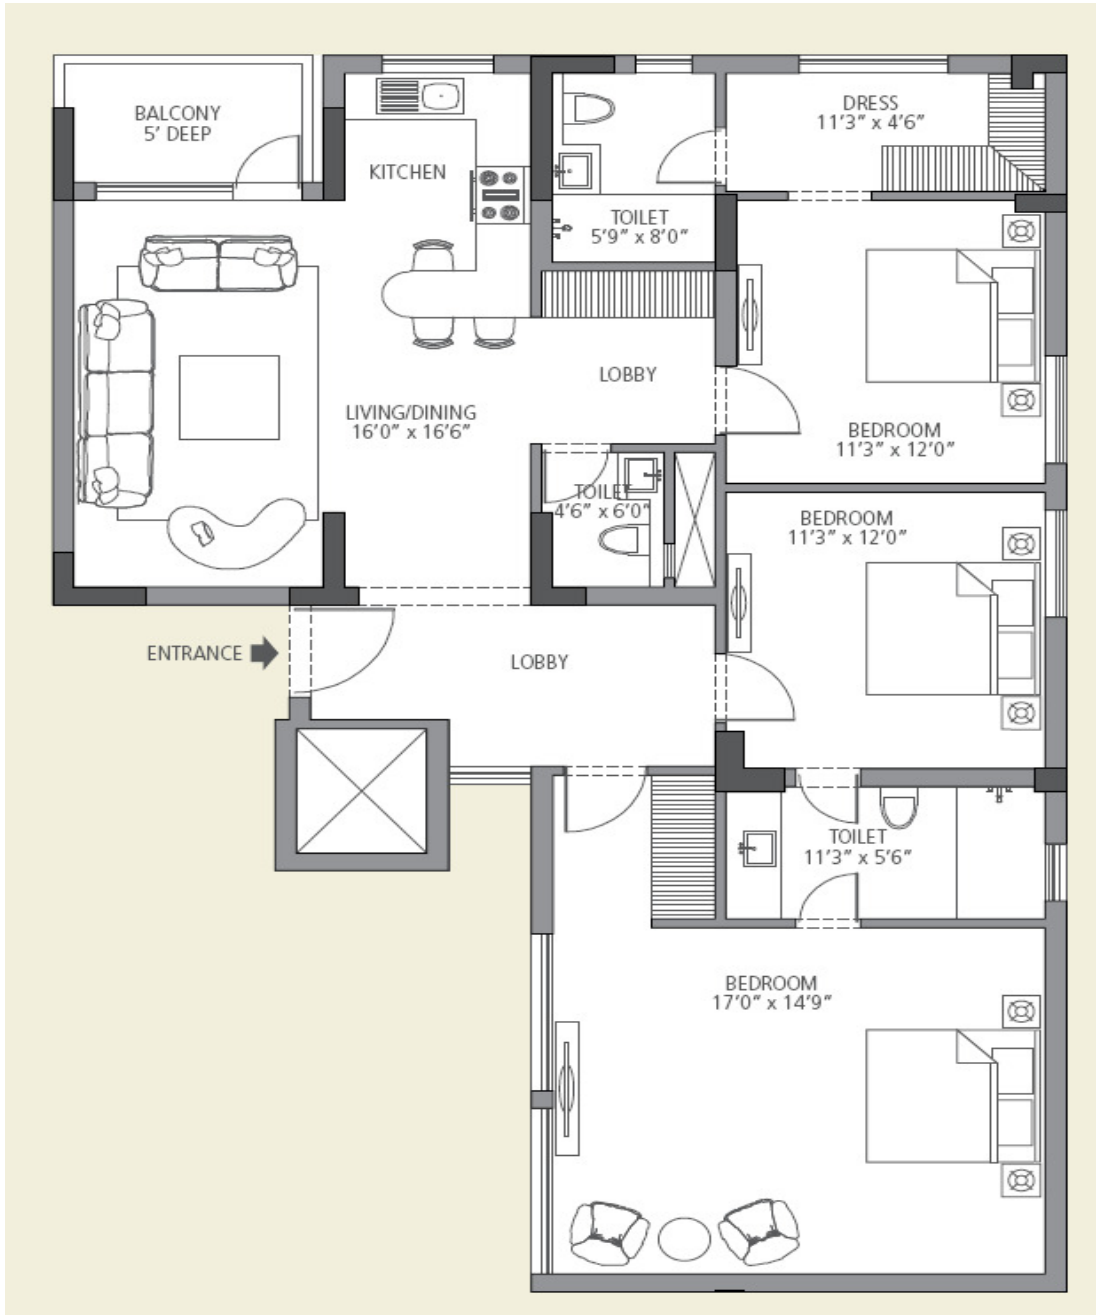 BALCONY
5' DEEP
KITCHEN
DRESS
11'3" x 4'6"
TOILET
5'9" x 8'0"
LOBBY
LIVING/DINING
16'0" x 16'6"
BEDROOM
11'3" x 12'0"
TOILET
4'6" x 6'0"
BEDROOM
11'3" x 12'0"
ENTRANCE
LOBBY
TOILET
11'3" x 5'6"
BEDROOM
17'0" x 14'9"